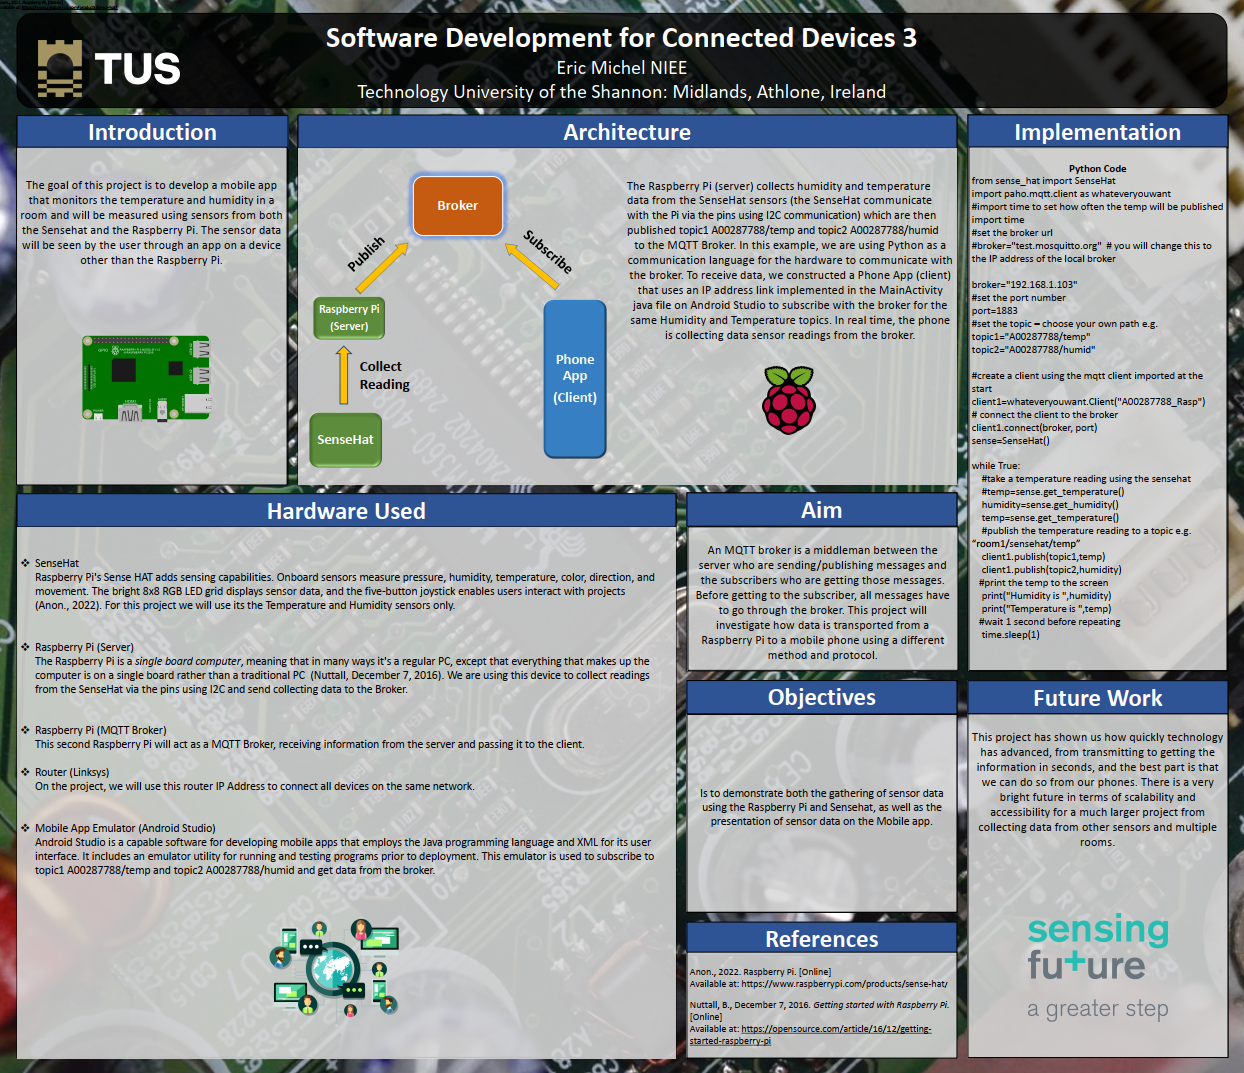 Software Development for Connected Devices 3
Eric Michel NIEE
Technology University of the Shannon: Midlands, Athlone, Ireland
TUS
Introduction
The goal of this project is to develop a mobile app
that monitors the temperature and humidity in a
room and will be measured using sensors from both
the Sensehat and the Raspberry Pi. The sensor data
will be seen by the user through an app on a device
other than the Raspberry Pi.
Architecture
Broker
Publish
Subscribe
Raspberry Pi
(Server)
Collect
Reading
SenseHat
Phone
App
(Client)
The Raspberry Pi (server) collects humidity and temperature
data from the SenseHat sensors (the SenseHat communicate
with the Pi via the pins using I2C communication) which are then
published topic1 A00287788/temp and topic2 A00287788/humid
to the MQTT Broker. In this example, we are using Python as a
communication language for the hardware to communicate with
the broker. To receive data, we constructed a Phone App (client)
that uses an IP address link implemented in the MainActivity
java file on Android Studio to subscribe with the broker for the
same Humidity and Temperature topics. In real time, the phone
is collecting data sensor readings from the broker.
Implementation
Python Code
from sense_hat import SenseHat
import paho.mqtt.client as whateveryouwant
#import time to set how often the temp will be published
import time
#set the broker url
#broker="test.mosquitto.org"  # you will change this to
the IP address of the local broker
broker="192.168.1.103"
#set the port number
port=1883
#set the topic – choose your own path e.g.
topic1="A00287788/temp"
topic2="A00287788/humid"
#create a client using the mqtt client imported at the
start
client1=whateveryouwant.Client("A00287788_Rasp")
# connect the client to the broker
client1.connect(broker, port)
sense=SenseHat()
while True:
#take a temperature reading using the sensehat
#temp=sense.get_temperature()
humidity=sense.get_humidity()
temp=sense.get_temperature()
#publish the temperature reading to a topic e.g.
“room1/sensehat/temp”
client1.publish(topic1,temp)
client1.publish(topic2,humidity)
#print the temp to the screen
print("Humidity is ",humidity)
print("Temperature is ",temp)
#wait 1 second before repeating
time.sleep(1)
Hardware Used
❖ SenseHat
Raspberry Pi's Sense HAT adds sensing capabilities. Onboard sensors measure pressure, humidity, temperature, color, direction, and
movement. The bright 8x8 RGB LED grid displays sensor data, and the five-button joystick enables users interact with projects
(Anon., 2022). For this project we will use its the Temperature and Humidity sensors only.
❖ Raspberry Pi (Server)
The Raspberry Pi is a single board computer, meaning that in many ways it's a regular PC, except that everything that makes up the
computer is on a single board rather than a traditional PC  (Nuttall, December 7, 2016). We are using this device to collect readings
from the SenseHat via the pins using I2C and send collecting data to the Broker.
❖ Raspberry Pi (MQTT Broker)
This second Raspberry Pi will act as a MQTT Broker, receiving information from the server and passing it to the client.
❖ Router (Linksys)
On the project, we will use this router IP Address to connect all devices on the same network.
❖ Mobile App Emulator (Android Studio)
Android Studio is a capable software for developing mobile apps that employs the Java programming language and XML for its user
interface. It includes an emulator utility for running and testing programs prior to deployment. This emulator is used to subscribe to
topic1 A00287788/temp and topic2 A00287788/humid and get data from the broker.
Aim
An MQTT broker is a middleman between the
server who are sending/publishing messages and
the subscribers who are getting those messages.
Before getting to the subscriber, all messages have
to go through the broker. This project will
investigate how data is transported from a
Raspberry Pi to a mobile phone using a different
method and protocol.
Objectives
Is to demonstrate both the gathering of sensor data
using the Raspberry Pi and Sensehat, as well as the
presentation of sensor data on the Mobile app.
References
Anon., 2022. Raspberry Pi. [Online]
Available at: https://www.raspberrypi.com/products/sense-hat/
Nuttall, B., December 7, 2016. Getting started with Raspberry Pi.
[Online]
Available at: https://opensource.com/article/16/12/getting-
started-raspberry-pi
Future Work
This project has shown us how quickly technology
has advanced, from transmitting to getting the
information in seconds, and the best part is that
we can do so from our phones. There is a very
bright future in terms of scalability and
accessibility for a much larger project from
collecting data from other sensors and multiple
rooms.
sensing
future
a greater step